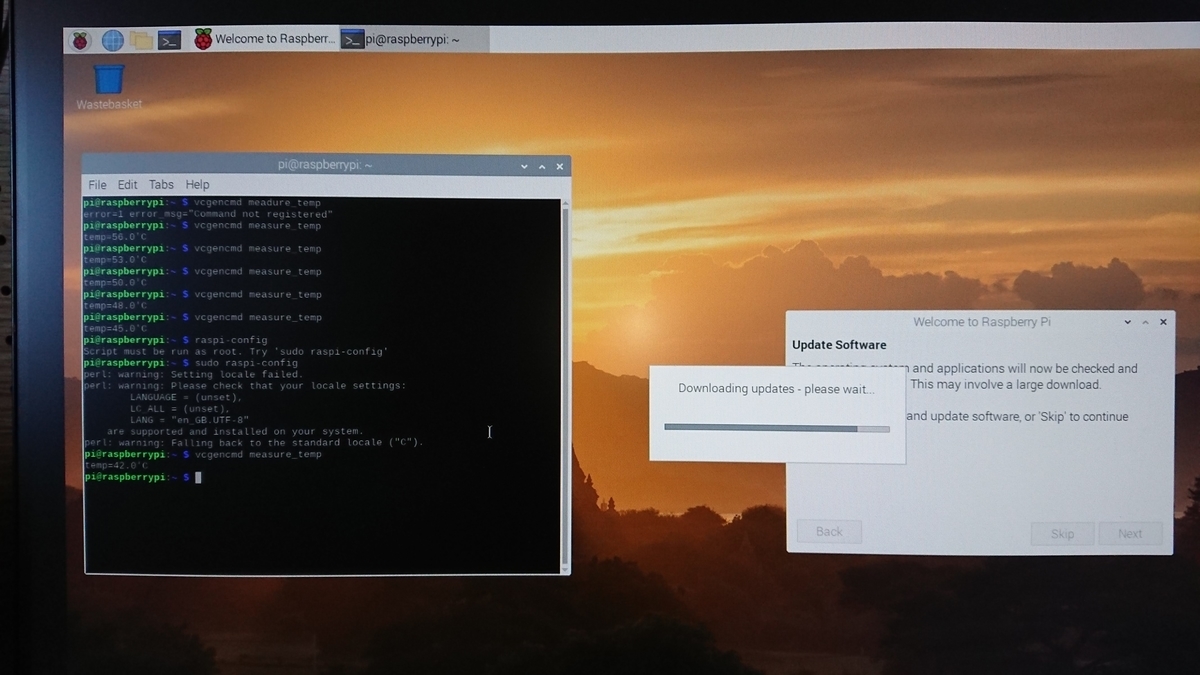 Welcome to Raspberr...
pi@raspberrypi: ~
Wastebasket
pi@raspberrypi: ~
File Edit Tabs Help
pi@raspberrypi:~ $ vcgencmd meadure_temp
error=1 error_msg="Command not registered"
pi@raspberrypi:~ $ vcgencmd measure_temp
temp=56.0'C
pi@raspberrypi:~ $ vcgencmd measure_temp
temp=53.0'C
pi@raspberrypi:~ $ vcgencmd measure_temp
temp=50.0'C
pi@raspberrypi:~ $ vcgencmd measure_temp
temp=48.0'C
pi@raspberrypi:~ $ vcgencmd measure_temp
temp=45.0'C
pi@raspberrypi:~ $ raspi-config
Script must be run as root. Try 'sudo raspi-config'
pi@raspberrypi:~ $ sudo raspi-config
perl: warning: Setting locale failed.
perl: warning: Please check that your locale settings:
LANGUAGE = (unset),
LC_ALL = (unset),
LANG = "en_GB.UTF-8"
are supported and installed on your system.
perl: warning: Falling back to the standard locale ("C").
pi@raspberrypi:~ $ vcgencmd measure_temp
temp=42.0'C
pi@raspberrypi:~ $
Welcome to Raspberry Pi
Update Software
and applications will now be checked and
This may involve a large download.
and update software, or 'Skip' to continue
Downloading updates - please wait...
Back
Skip
Next